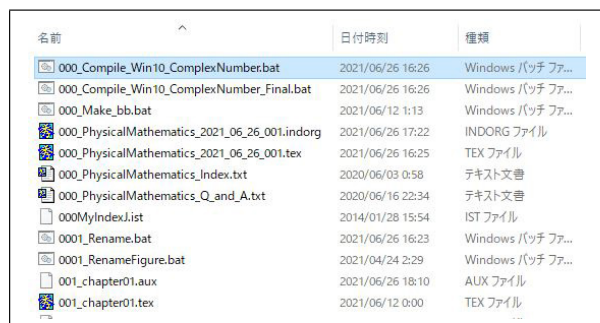 名前 日付時刻 種類
000_Compile_Win10_ComplexNumber.bat 2021/06/26 16:26 Windows バッチ ファ...
000_Compile_Win10_ComplexNumber_Final.bat 2021/06/26 16:26 Windows バッチ ファ...
000_Make_bb.bat 2021/06/12 1:13 Windows バッチ ファ...
000_PhysicalMathematics_2021_06_26_001.indorg 2021/06/26 17:22 INDORG ファイル
000_PhysicalMathematics_2021_06_26_001.tex 2021/06/26 16:25 TEX ファイル
000_PhysicalMathematics_Index.txt 2020/06/03 0:58 テキスト文書
000_PhysicalMathematics_Q_and_A.txt 2020/06/16 22:34 テキスト文書
000MyIndexJ.ist 2014/01/28 15:54 IST ファイル
0001_Rename.bat 2021/06/26 16:23 Windows バッチ ファ...
0001_RenameFigure.bat 2021/04/24 2:29 Windows バッチ ファ...
001_chapter01.aux 2021/06/26 18:10 AUX ファイル
001_chapter01.tex 2021/06/12 0:00 TEX ファイル